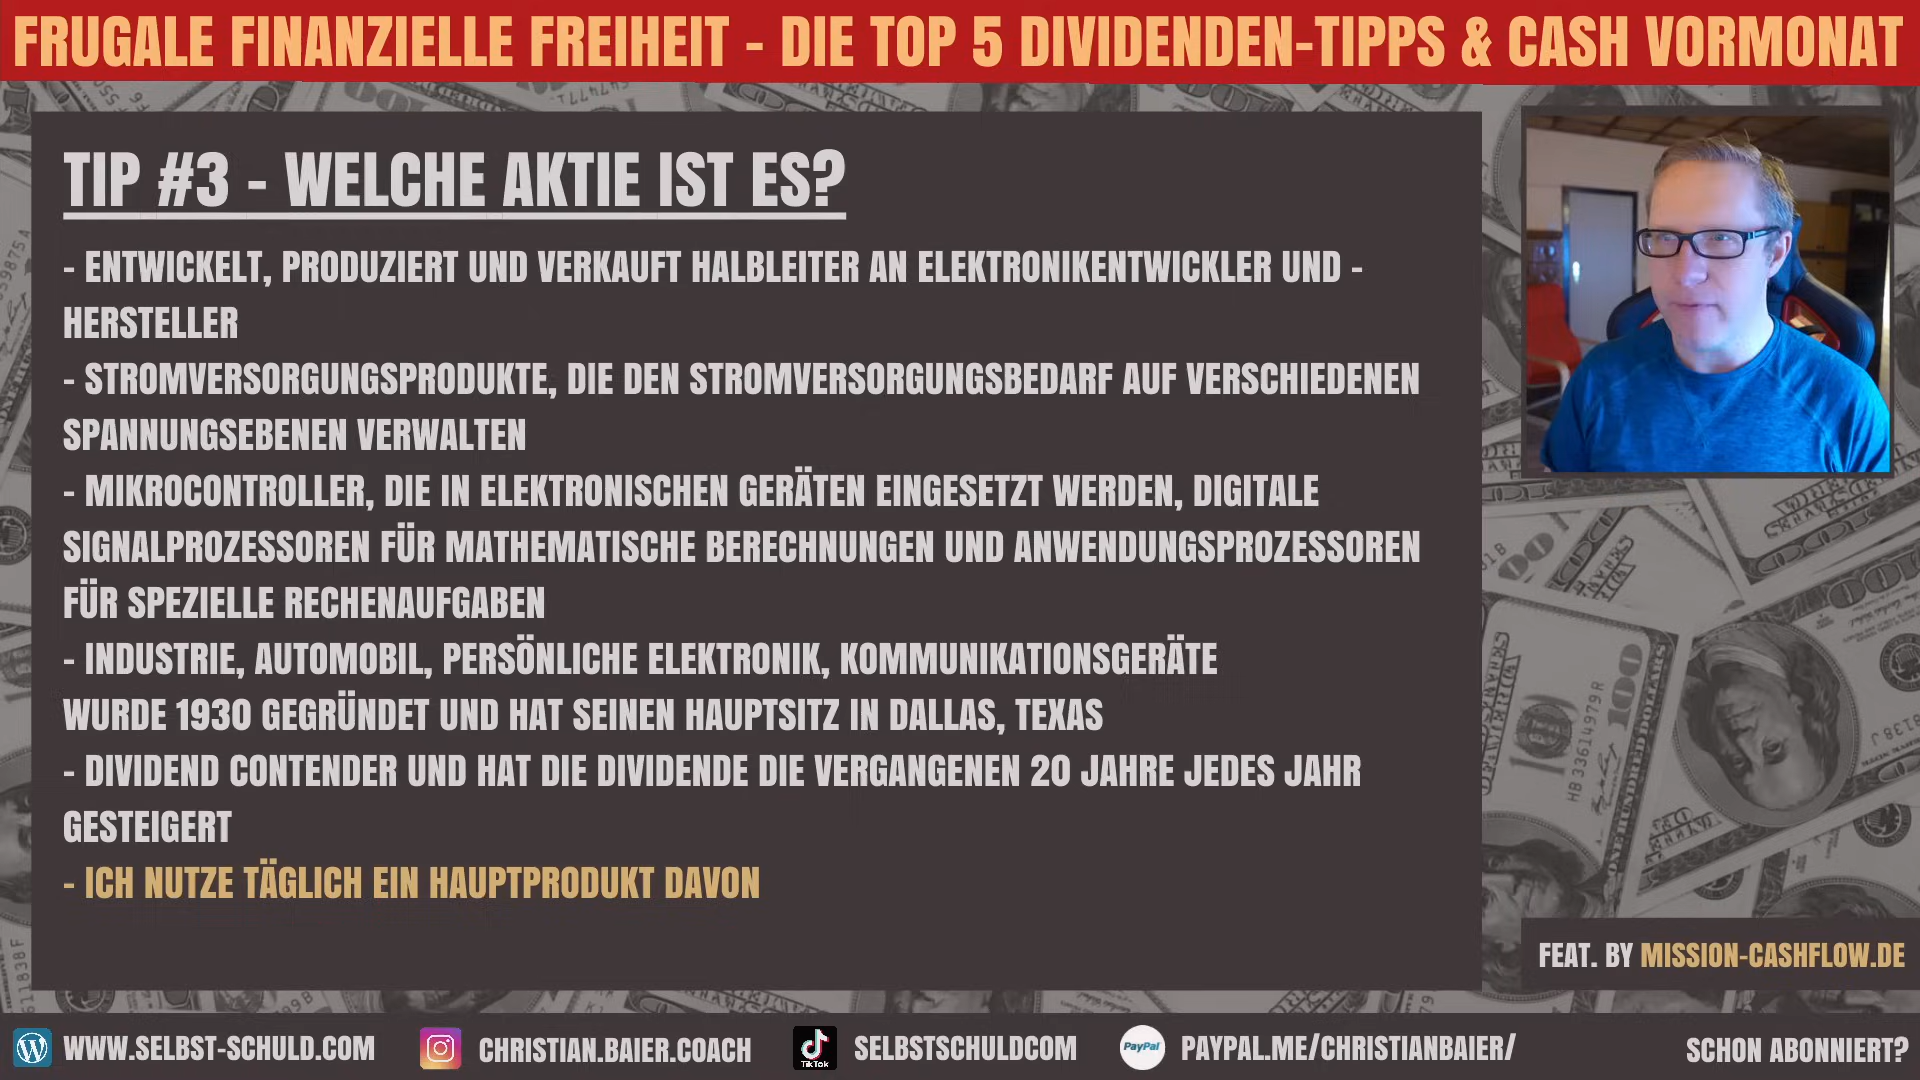 FRUGALE FINANZIELLE FREIHEIT - DIE TOP 5 DIVIDENDEN-TIPPS & CASH VORMONAT
TIP #3 - WELCHE AKTIE IST ES?
- ENTWICKELT, PRODUZIERT UND VERKAUFT HALBLEITER AN ELEKTRONIKENTWICKLER UND -
HERSTELLER
- STROMVERSORGUNGSPRODUKTE, DIE DEN STROMVERSORGUNGSBEDARF AUF VERSCHIEDENEN
SPANNUNGSEBENEN VERWALTEN
- MIKROCONTROLLER, DIE IN ELEKTRONISCHEN GERÄTEN EINGESETZT WERDEN, DIGITALE
SIGNALPROZESSOREN FÜR MATHEMATISCHE BERECHNUNGEN UND ANWENDUNGSPROZESSOREN
FÜR SPEZIELLE RECHENAUFGABEN
- INDUSTRIE, AUTOMOBIL, PERSÖNLICHE ELEKTRONIK, KOMMUNIKATIONSGERÄTE
WURDE 1930 GEGRÜNDET UND HAT SEINEN HAUPTSITZ IN DALLAS, TEXAS
- DIVIDEND CONTENDER UND HAT DIE DIVIDENDE DIE VERGANGENEN 20 JAHRE JEDES JAHR
GESTEIGERT
- ICH NUTZE TÄGLICH EIN HAUPTPRODUKT DAVON
HB33614979R
100
FEAT. BY MISSION-CASHFLOW.DE
WWW.SELBST-SCHULD.COM
CHRISTIAN.BAIER.COACH
TikTok
SELBSTSCHULDCOM
PayPal
PAYPAL.ME/CHRISTIANBAIER/
SCHON ABONNIERT?